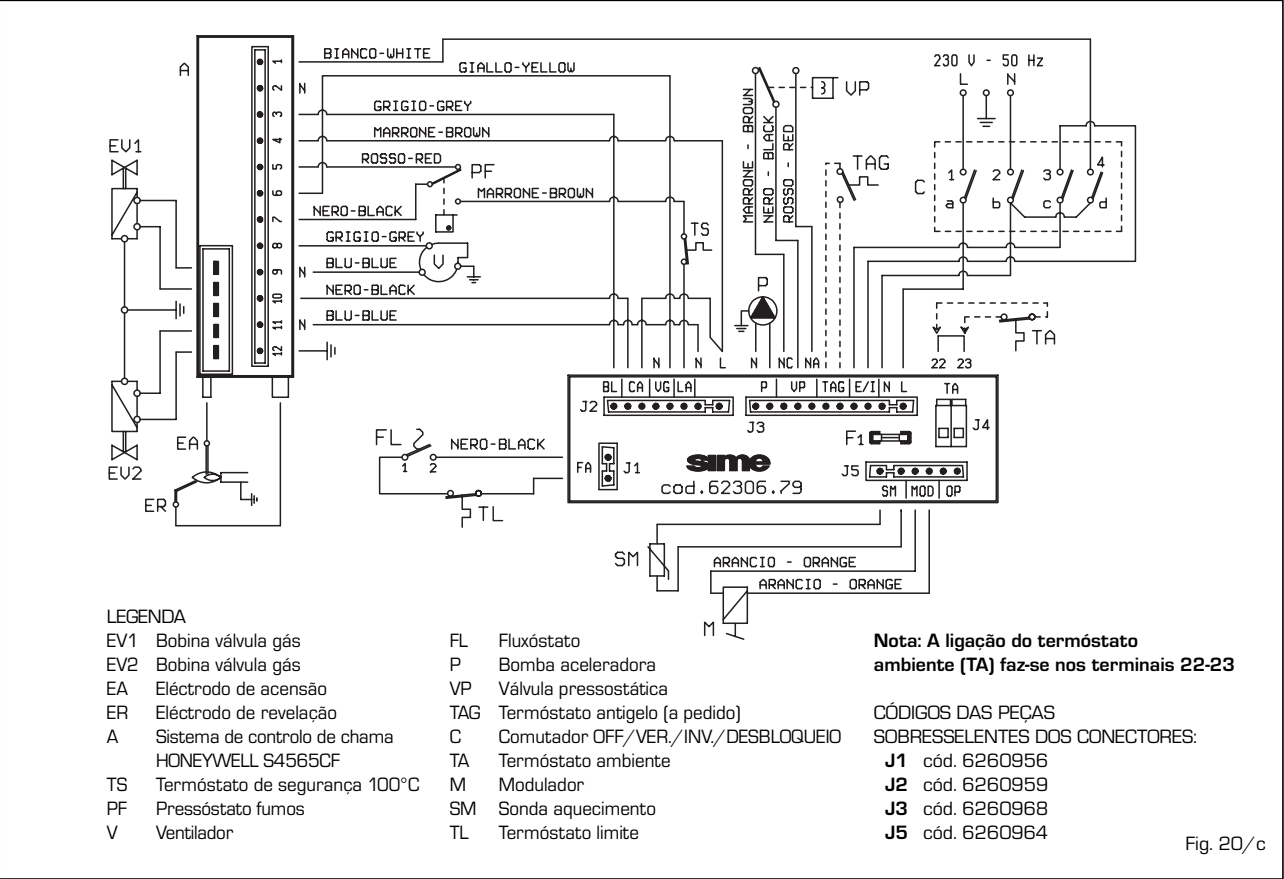 BIANCO-WHITE
GIALLO-YELLOW
230 V - 50 Hz
L N
A
1
2 N
3 GRIGIO-GREY
4 MARRONE-BROWN
5 ROSSO-RED
6
7 NERO-BLACK
8 GRIGIO-GREY
9 N BLU-BLUE
10 NERO-BLACK
11 N BLU-BLUE
12
PF
MARRONE-BROWN
V
TS
EV1
EV2
EA
ER
MARRONE - BROWN
NERO - BLACK
ROSSO - RED
VP
TAG
C
1 2 3 4
a b c d
P
TA
22 23
N N L N NC NA
BL CA VG LA
J2
P VP TAG E/I N L
J3
TA
J4
F1
FA J1
sime
cod.62306.79
J5
SM MOD OP
FL
1 2
NERO-BLACK
TL
SM
ARANCIO - ORANGE
ARANCIO - ORANGE
M
LEGENDA
EV1 Bobina válvula gás
EV2 Bobina válvula gás
EA Eléctrodo de acensão
ER Eléctrodo de revelação
A Sistema de controlo de chama
HONEYWELL S4565CF
TS Termóstato de segurança 100°C
PF Pressóstato fumos
V Ventilador
FL Fluxóstato
P Bomba aceleradora
VP Válvula pressostática
TAG Termóstato antigelo (a pedido)
C Comutador OFF/VER./INV./DESBLOQUEIO
TA Termóstato ambiente
M Modulador
SM Sonda aquecimento
TL Termóstato limite
Nota: A ligação do termóstato
ambiente (TA) faz-se nos terminais 22-23
CÓDIGOS DAS PEÇAS
SOBRESSELENTES DOS CONECTORES:
J1 cód. 6260956
J2 cód. 6260959
J3 cód. 6260968
J5 cód. 6260964
Fig. 20/c